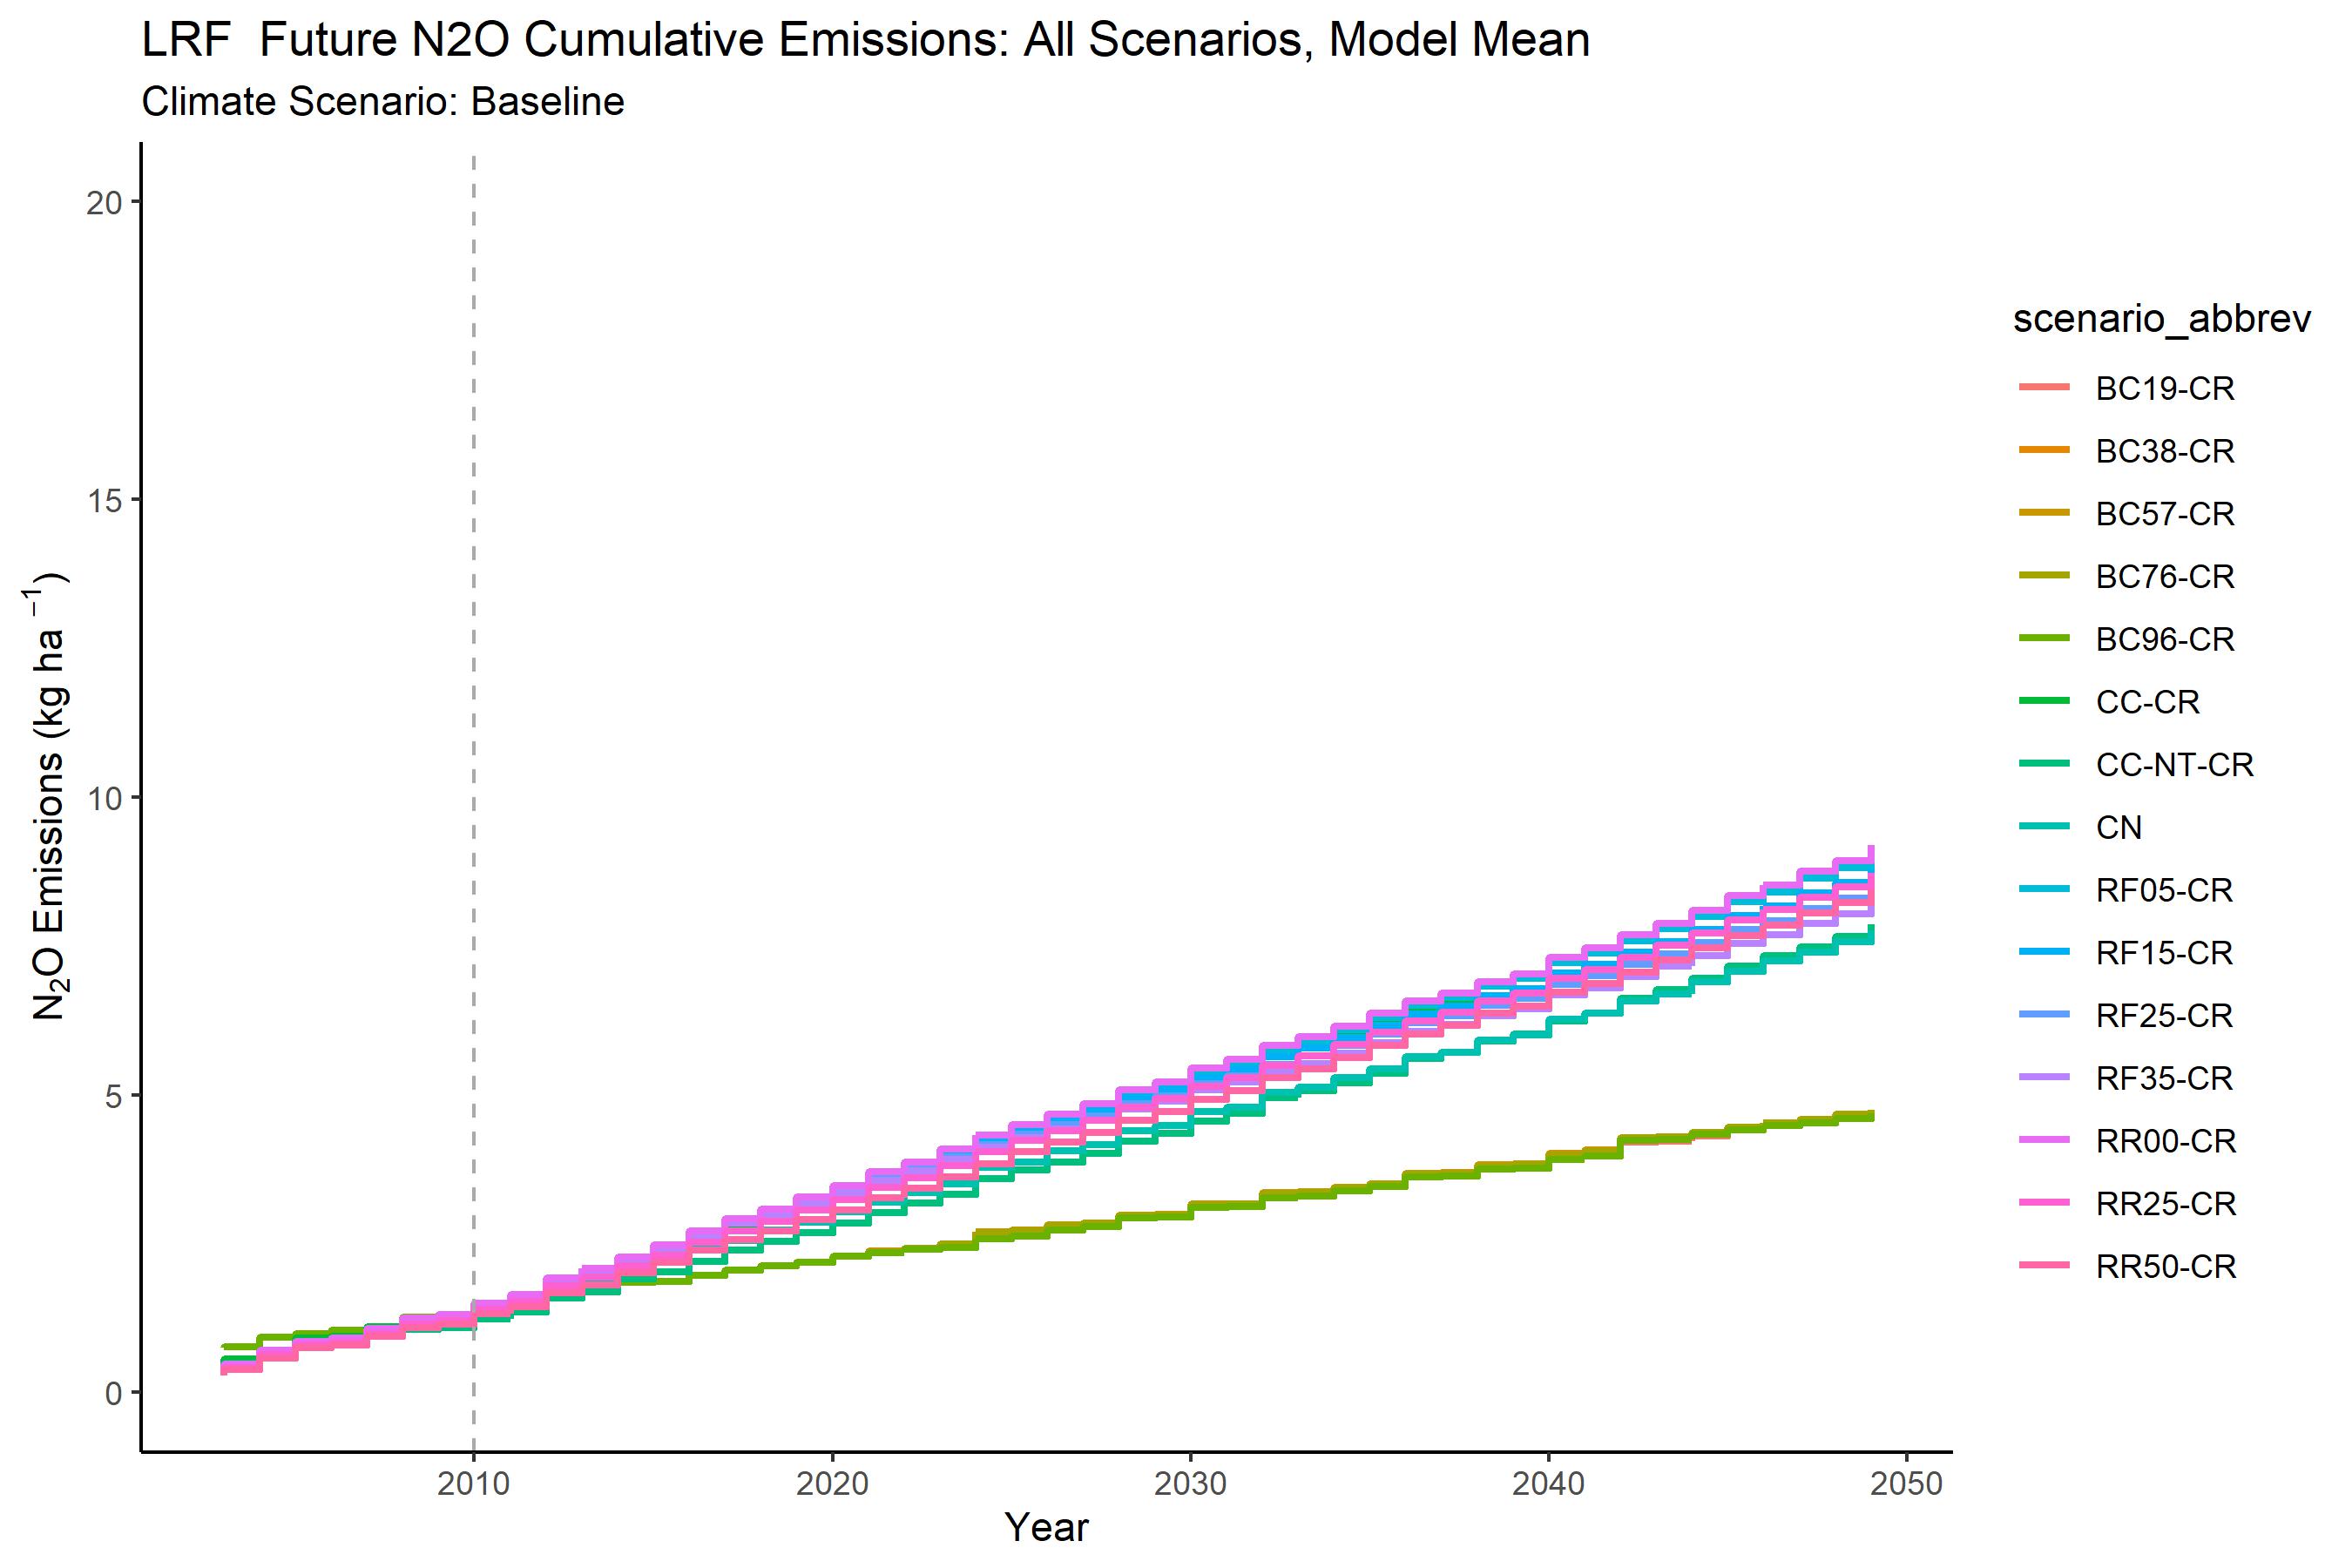 LRF  Future N2O Cumulative Emissions: All Scenarios, Model Mean
Climate Scenario: Baseline
N₂O Emissions (kg ha ⁻¹)
20
15
10
5
0
2010
2020
2030
2040
2050
Year
scenario_abbrev
BC19-CR
BC38-CR
BC57-CR
BC76-CR
BC96-CR
CC-CR
CC-NT-CR
CN
RF05-CR
RF15-CR
RF25-CR
RF35-CR
RR00-CR
RR25-CR
RR50-CR